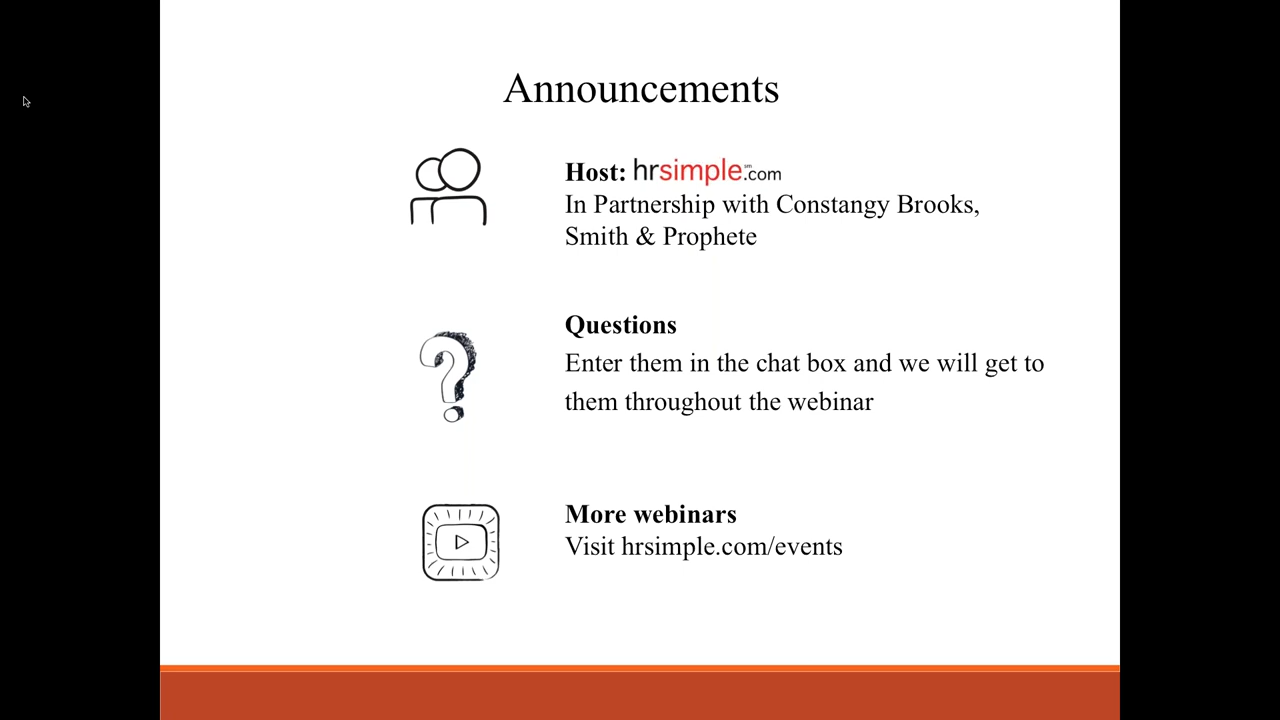 Announcements
Host: hrsimple.com
In Partnership with Constangy Brooks,
Smith & Prophete
Questions
Enter them in the chat box and we will get to
them throughout the webinar
More webinars
Visit hrsimple.com/events